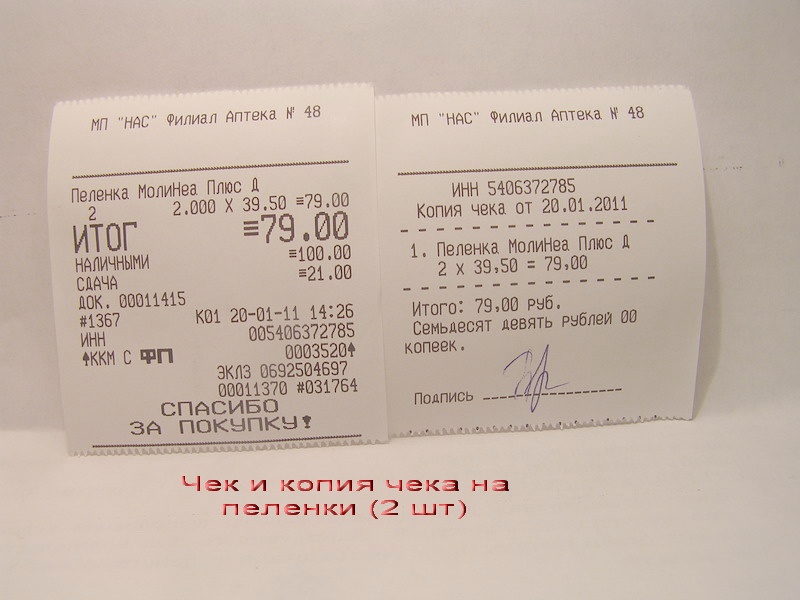 МП "НАС" Филиал Аптека № 48
Пеленка МолиНеа Плюс Д
2 2.000 X 39.50 ≡79.00
ИТОГ ≡79.00
НАЛИЧНЫМИ ≡100.00
СДАЧА ≡21.00
ДОК. 00011415
#1367 К01 20-01-11 14:26
ИНН 005406372785
ККМ С ФП 0003520
ЭКЛЗ 0692504697
00011370 #031764
СПАСИБО
ЗА ПОКУПКУ!
МП "НАС" Филиал Аптека № 48
ИНН 5406372785
Копия чека от 20.01.2011
1. Пеленка МолиНеа Плюс Д
2 x 39,50 = 79,00
Итого: 79,00 руб.
Семьдесят девять рублей 00
копеек.
Подпись
Чек и копия чека на
пеленки (2 шт)